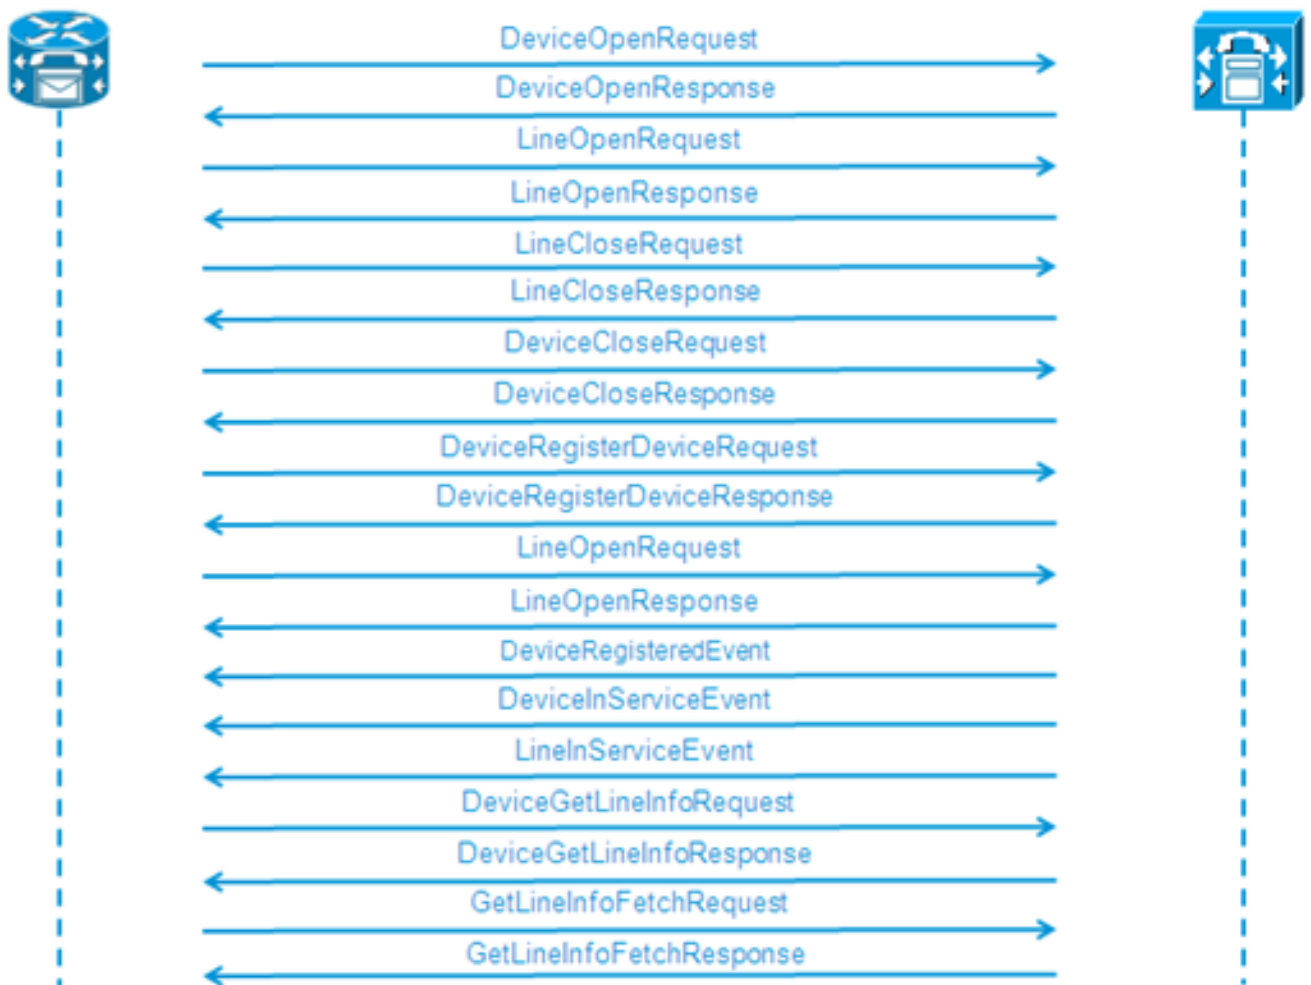 DeviceOpenRequest
DeviceOpenResponse
LineOpenRequest
LineOpenResponse
LineCloseRequest
LineCloseResponse
DeviceCloseRequest
DeviceCloseResponse
DeviceRegisterDeviceRequest
DeviceRegisterDeviceResponse
LineOpenRequest
LineOpenResponse
DeviceRegisteredEvent
DeviceInServiceEvent
LineInServiceEvent
DeviceGetLineInfoRequest
DeviceGetLineInfoResponse
GetLineInfoFetchRequest
GetLineInfoFetchResponse